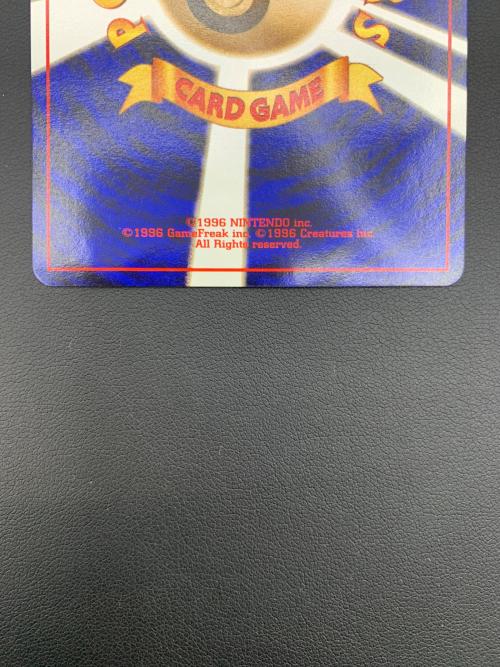 CARD GAME
©1996 NINTENDO inc.
©1996 GameFreak inc. ©1996 Creatures inc.
All Rights reserved.